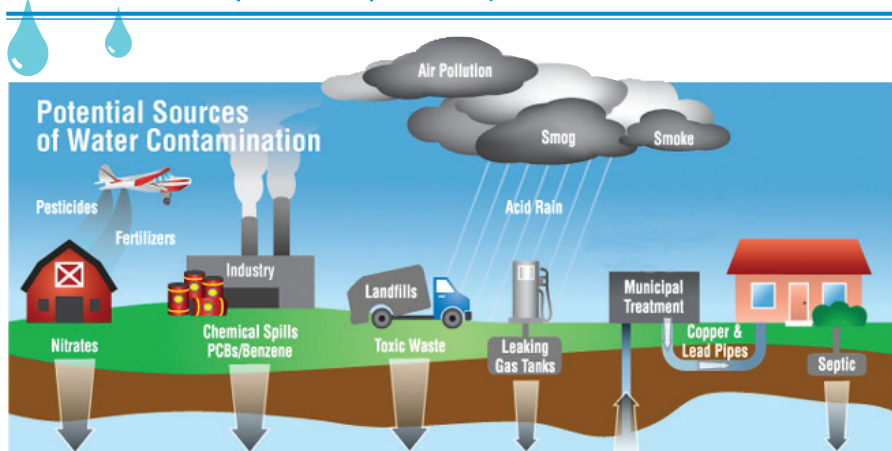 Potential Sources
of Water Contamination
Air Pollution
Smog
Smoke
Pesticides
Fertilizers
Acid Rain
Industry
Landfills
Municipal
Treatment
Nitrates
Chemical Spills
PCBs/Benzene
Toxic Waste
Leaking
Gas Tanks
Copper &
Lead Pipes
Septic